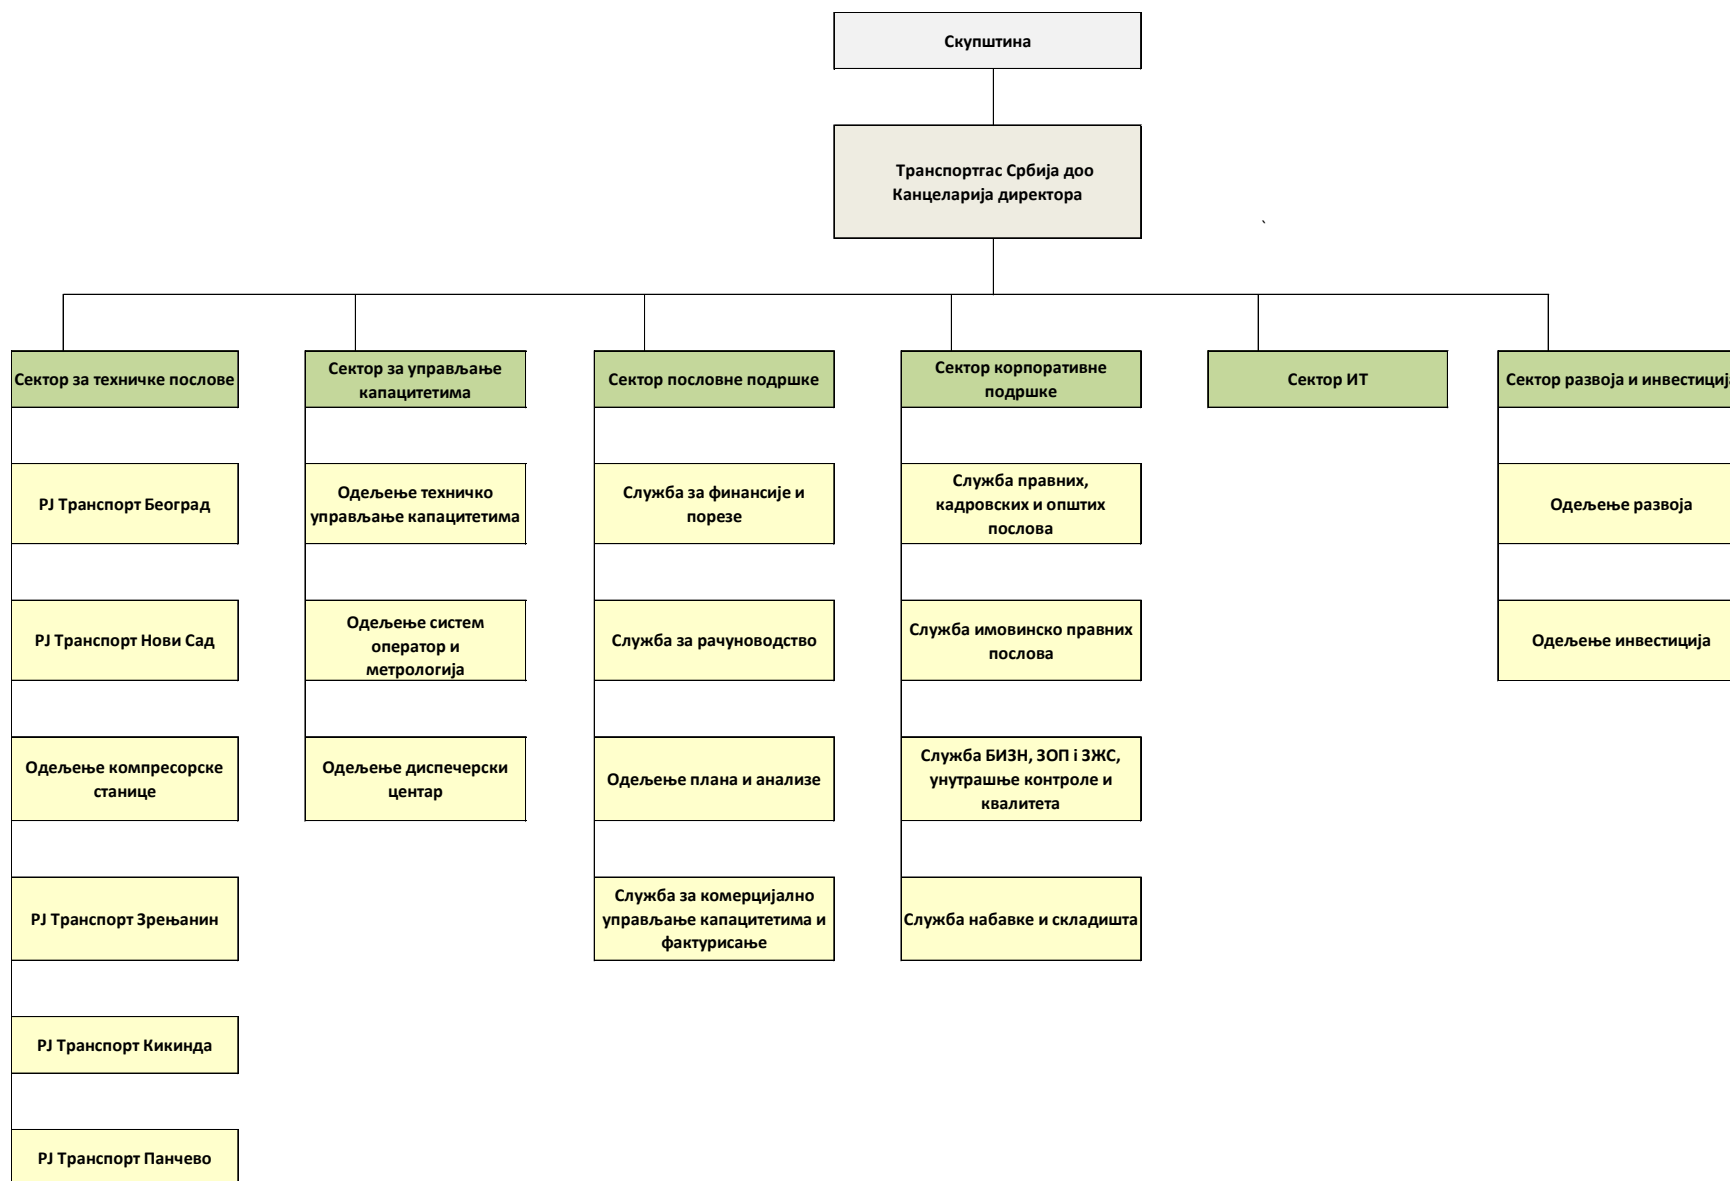 Скупштина
Транспортгас Србија доо
Канцеларија директора
`
Сектор за техничке послове
Сектор за управљање
капацитетима
Сектор пословне подршке
Сектор корпоративне
подршке
Сектор ИТ
Сектор развоја и инвестициј
РЈ Транспорт Београд
Одељење техничко
управљање капацитетима
Служба за финансије и
порезе
Служба правних,
кадровских и општих
послова
Одељење развоја
РЈ Транспорт Нови Сад
Одељење систем
оператор и
метрологија
Служба за рачуноводство
Служба имовинско правних
послова
Одељење инвестиција
Одељење компресорске
станице
Одељење диспечерски
центар
Одељење плана и анализе
Служба БИЗН, ЗОП і ЗЖС,
унутрашње контроле и
квалитета
РЈ Транспорт Зрењанин
Служба за комерцијално
управљање капацитетима и
фактурисање
Служба набавке и складишта
РЈ Транспорт Кикинда
РЈ Транспорт Панчево